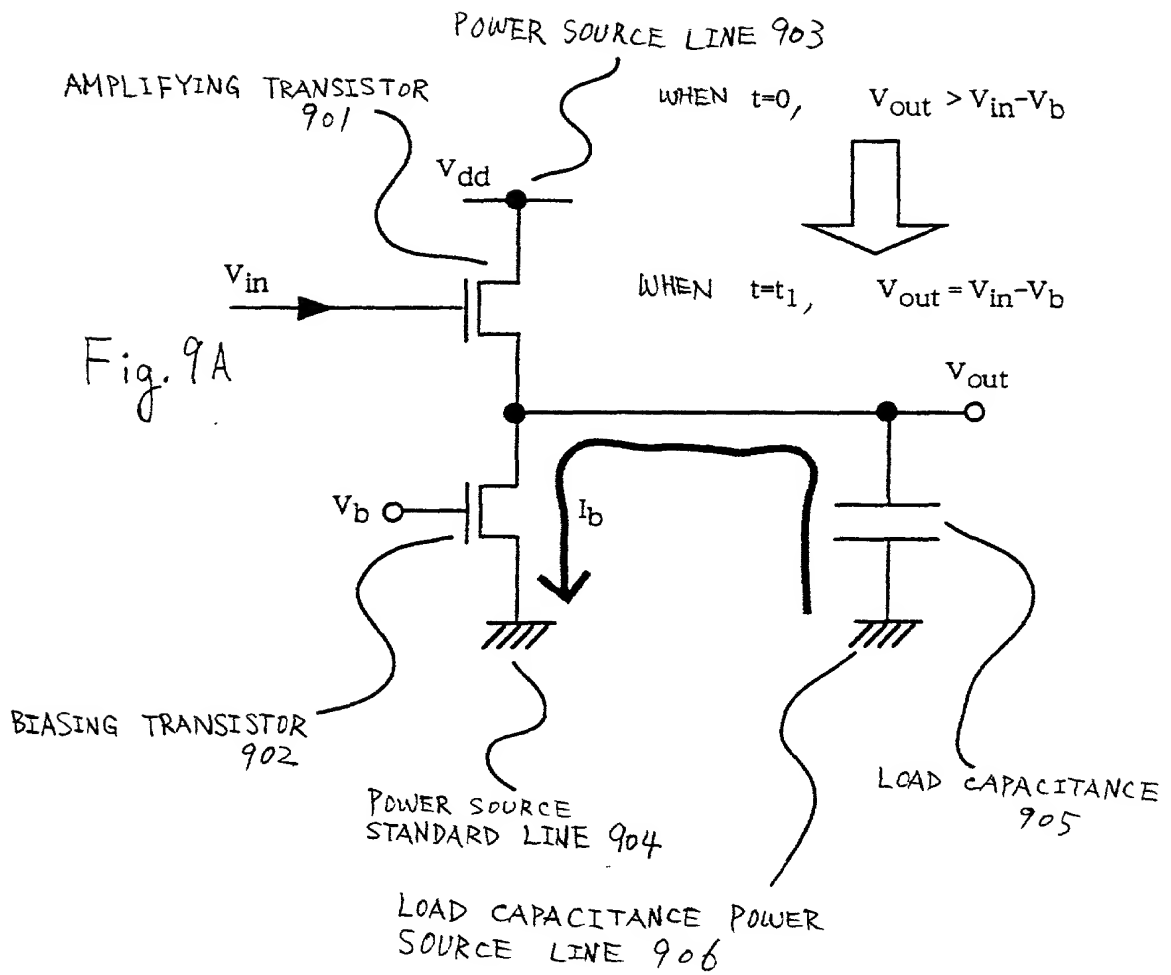 POWER SOURCE LINE 903
AMPLIFYING TRANSISTOR
901
WHEN t=0, Vout > Vin-Vb
Vdd
Vin
WHEN t=t1, Vout = Vin-Vb
Fig. 9A
Vout
Vb
Ib
BIASING TRANSISTOR
902
LOAD CAPACITANCE
905
POWER SOURCE
STANDARD LINE 904
LOAD CAPACITANCE POWER
SOURCE LINE 906